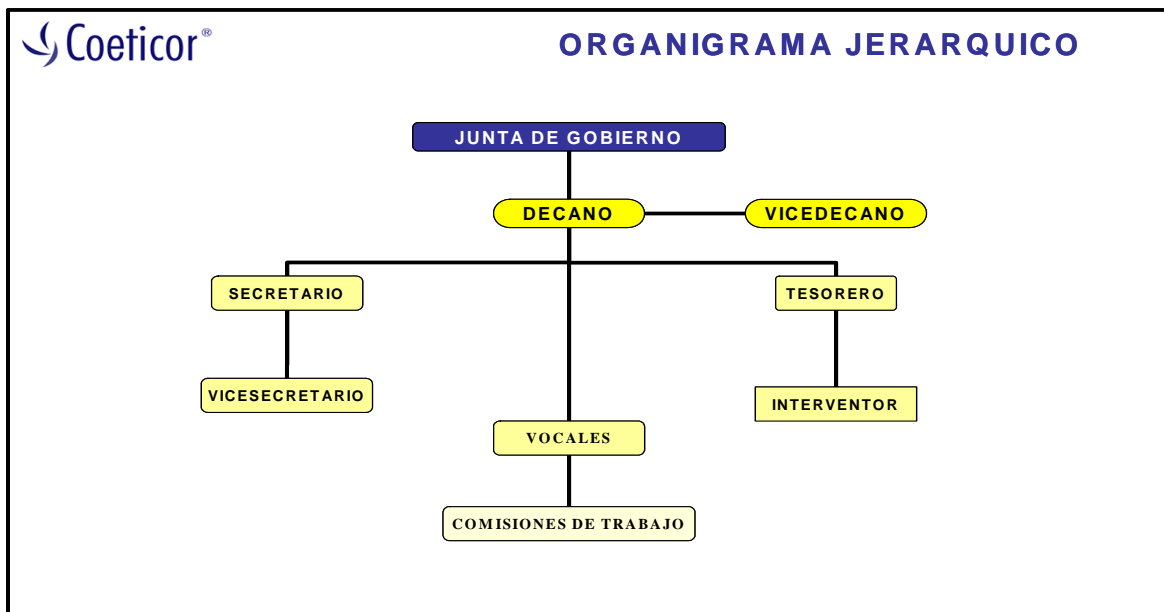 Coeticor®
ORGANIGRAMA JERARQUICO
JUNTA DE GOBIERNO
DECANO
VICEDECANO
SECRETARIO
TESORERO
VICESECRETARIO
INTERVENTOR
VOCALES
COMISIONES DE TRABAJO